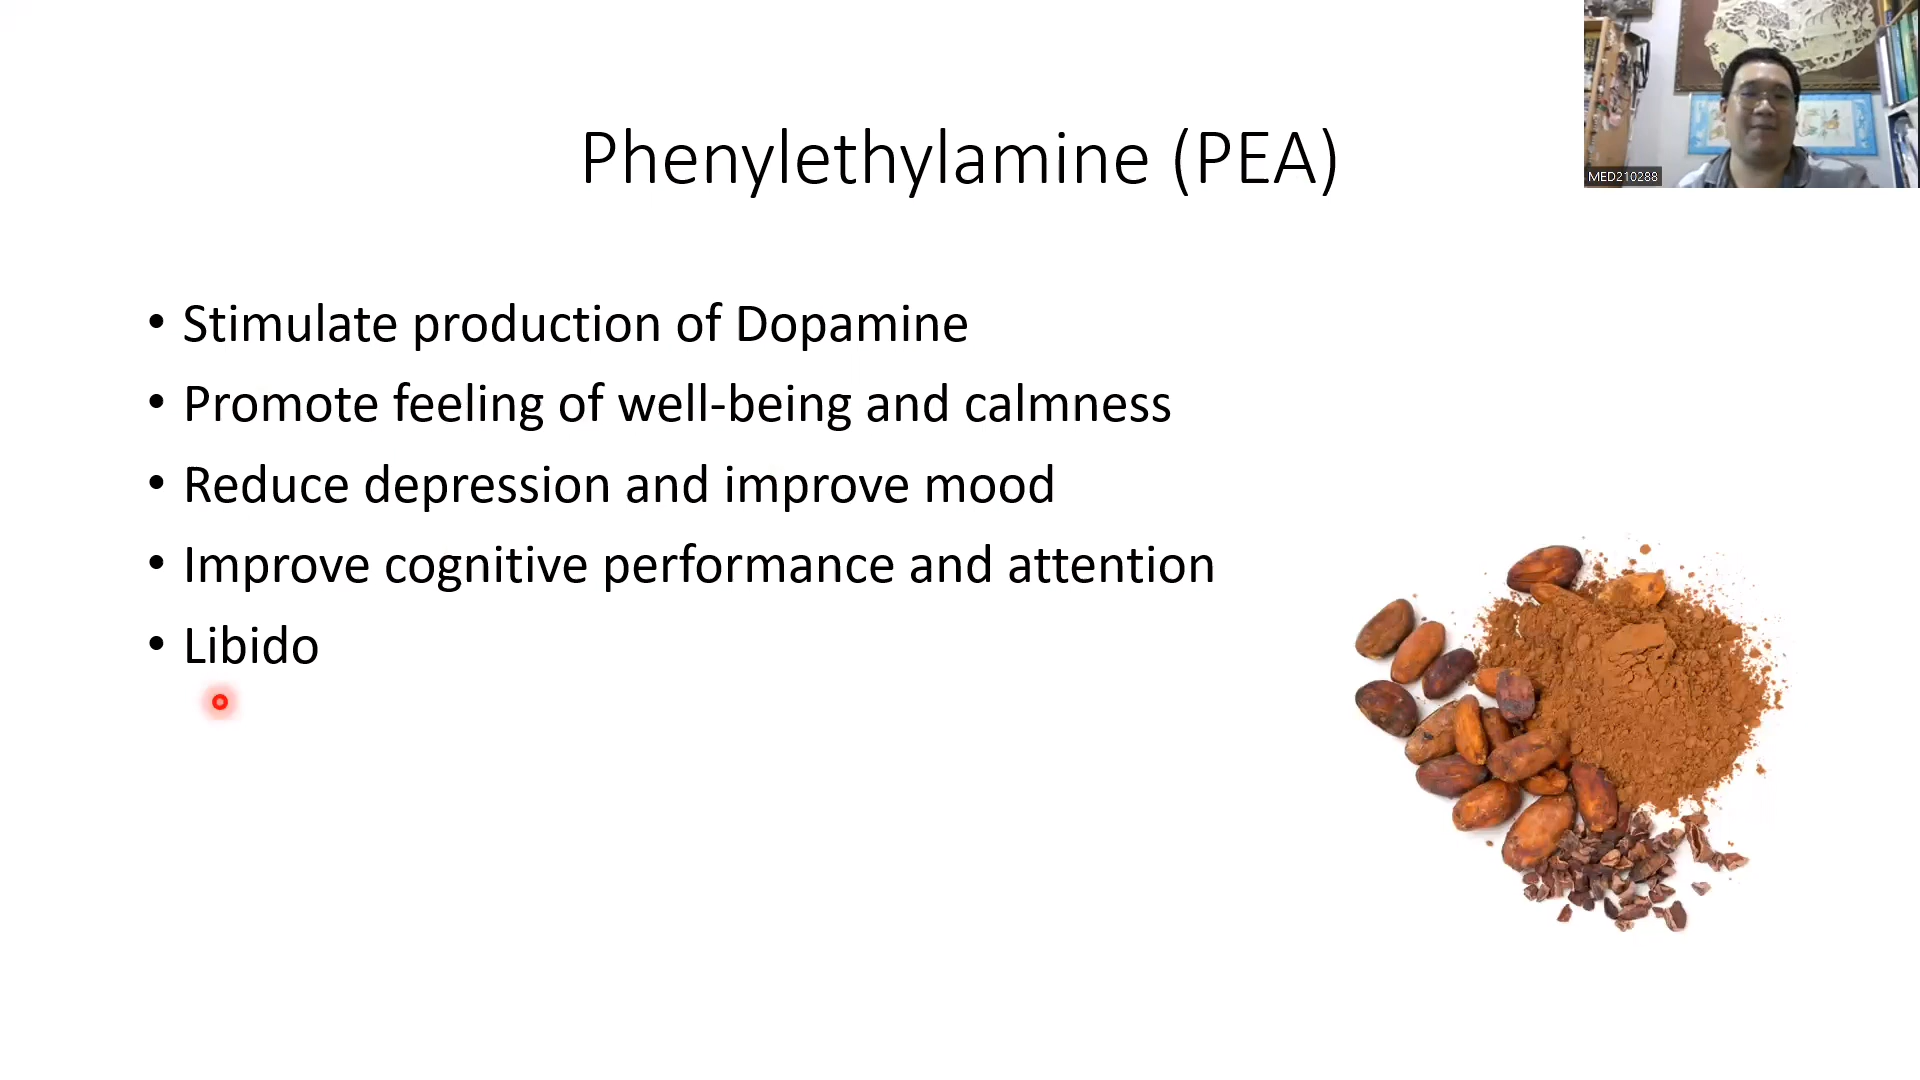 Phenylethylamine (PEA)
• Stimulate production of Dopamine
• Promote feeling of well-being and calmness
• Reduce depression and improve mood
• Improve cognitive performance and attention
• Libido
MED210288